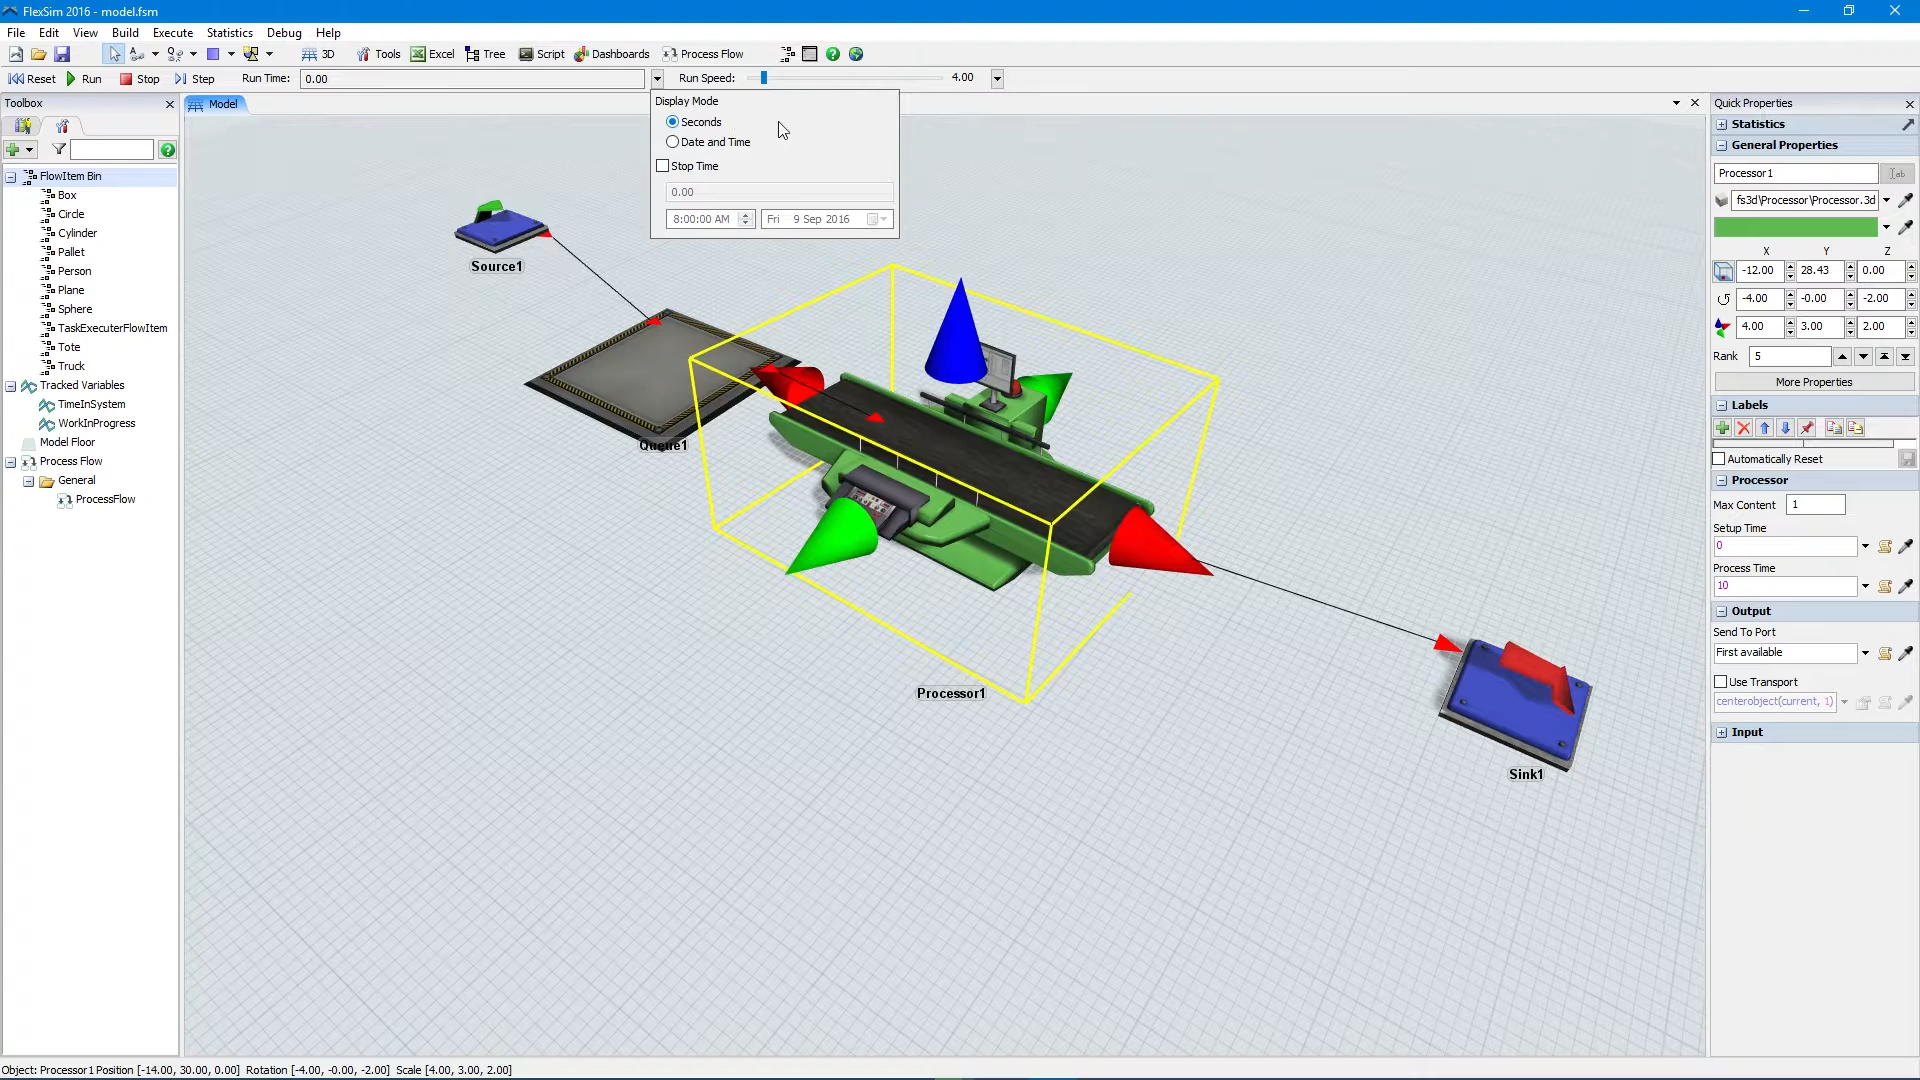 FlexSim 2016 - model.fsm
File Edit View Build Execute Statistics Debug Help
3D Tools Excel Tree Script Dashboards Process Flow
Reset Run Stop Step Run Time: 0.00 Run Speed: 4.00
Toolbox
FlowItem Bin
Box
Circle
Cylinder
Pallet
Person
Plane
Sphere
TaskExecuterFlowItem
Tote
Truck
Tracked Variables
TimeInSystem
WorkInProgress
Model Floor
Process Flow
General
ProcessFlow
Model
Display Mode
Seconds
Date and Time
Stop Time
0.00
8:00:00 AM Fri 9 Sep 2016
Source1
Queue1
Processor1
Sink1
Quick Properties
Statistics
General Properties
Processor1
fs3d\Processor\Processor.3d
X Y Z
-12.00 28.43 0.00
-4.00 -0.00 -2.00
4.00 3.00 2.00
Rank 5
More Properties
Labels
Automatically Reset
Processor
Max Content 1
Setup Time
0
Process Time
10
Output
Send To Port
First available
Use Transport
centerobject(current, 1)
Input
Object: Processor1 Position [-14.00, 30.00, 0.00] Rotation [-4.00, -0.00, -2.00] Scale [4.00, 3.00, 2.00]